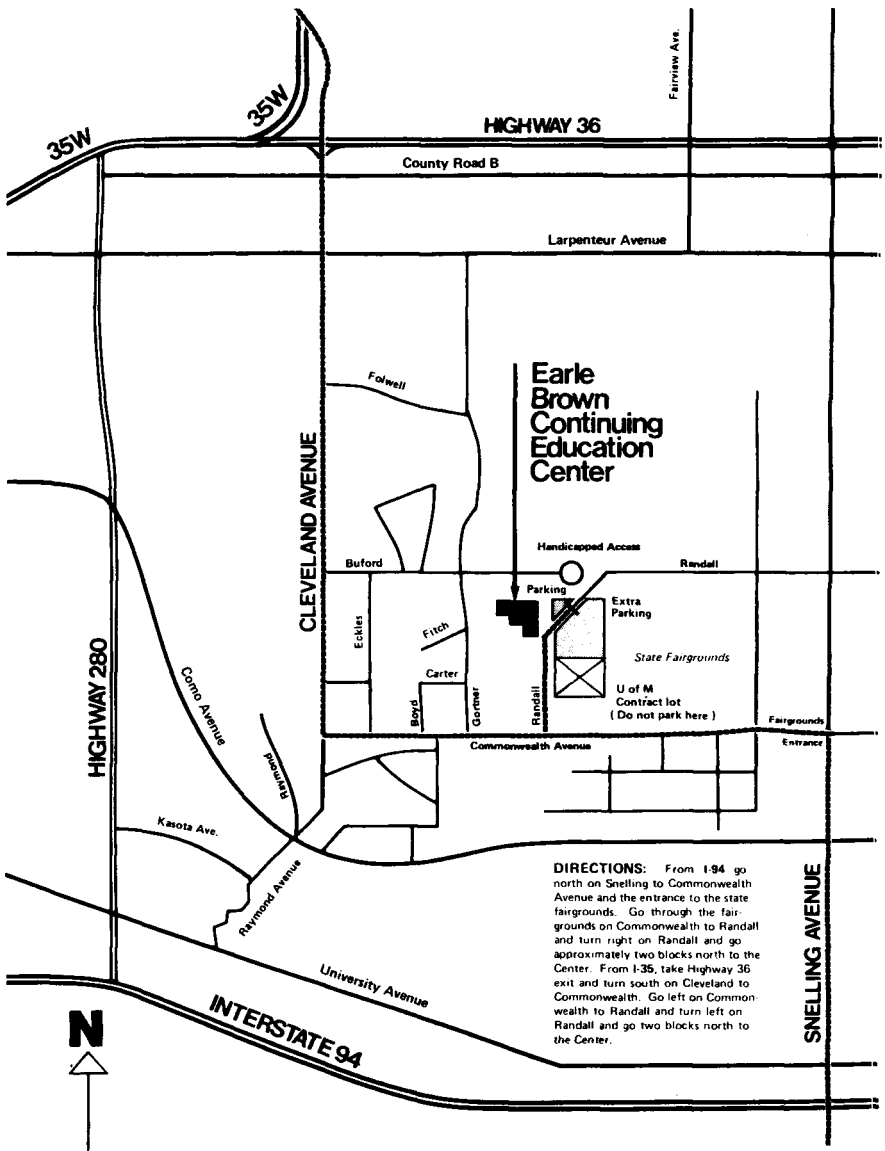 Fairview Ave.
35W
35W
HIGHWAY 36
County Road B
Larpenteur Avenue
Folwell
Earle
Brown
Continuing
Education
Center
CLEVELAND AVENUE
Handicapped Access
Buford
Randall
Parking
Extra
Parking
Eckles
Fitch
State Fairgrounds
Carter
Boyd
Gortner
Randall
U of M
Contract lot
( Do not park here )
HIGHWAY 280
Como Avenue
Raymond
Commonwealth Avenue
Fairgrounds
Entrance
Kasota Ave.
Raymond Avenue
DIRECTIONS: From I-94 go
north on Snelling to Commonwealth
Avenue and the entrance to the state
fairgrounds. Go through the fair-
grounds on Commonwealth to Randall
and turn right on Randall and go
approximately two blocks north to the
Center. From I-35, take Highway 36
exit and turn south on Cleveland to
Commonwealth. Go left on Common-
wealth to Randall and turn left on
Randall and go two blocks north to
the Center.
SNELLING AVENUE
University Avenue
INTERSTATE 94
N